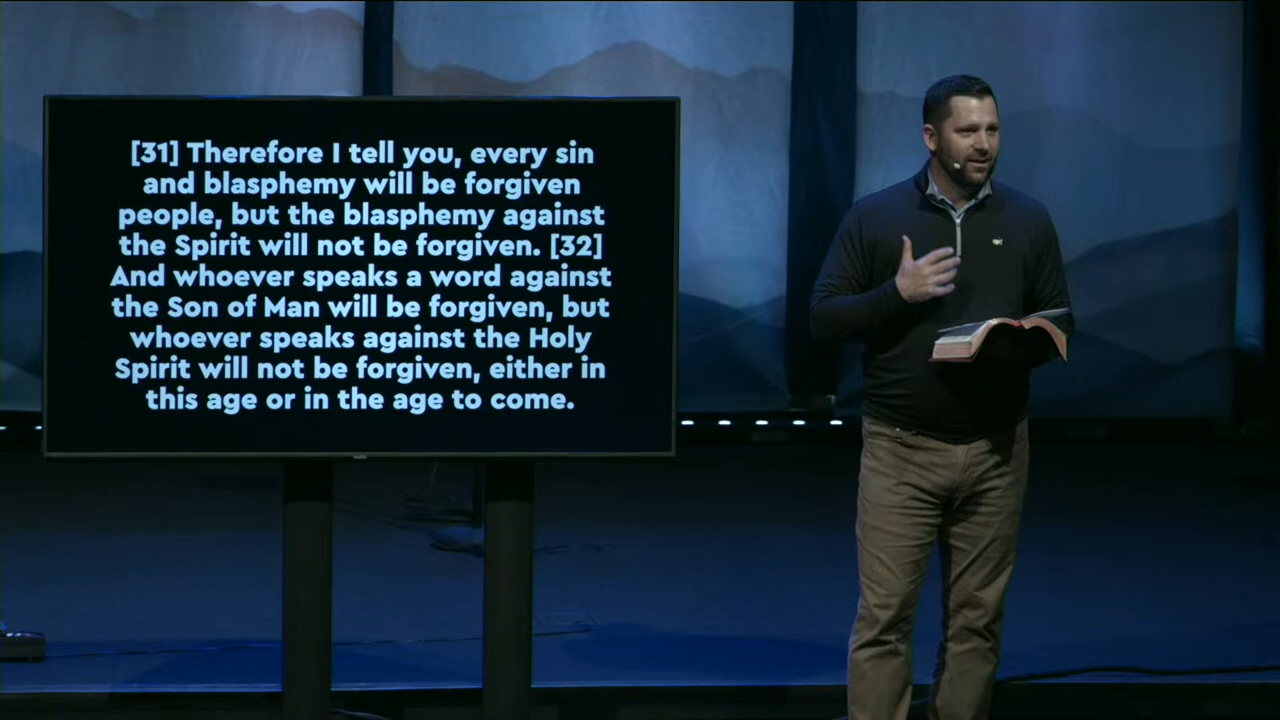 [31] Therefore I tell you, every sin
and blasphemy will be forgiven
people, but the blasphemy against
the Spirit will not be forgiven. [32]
And whoever speaks a word against
the Son of Man will be forgiven, but
whoever speaks against the Holy
Spirit will not be forgiven, either in
this age or in the age to come.